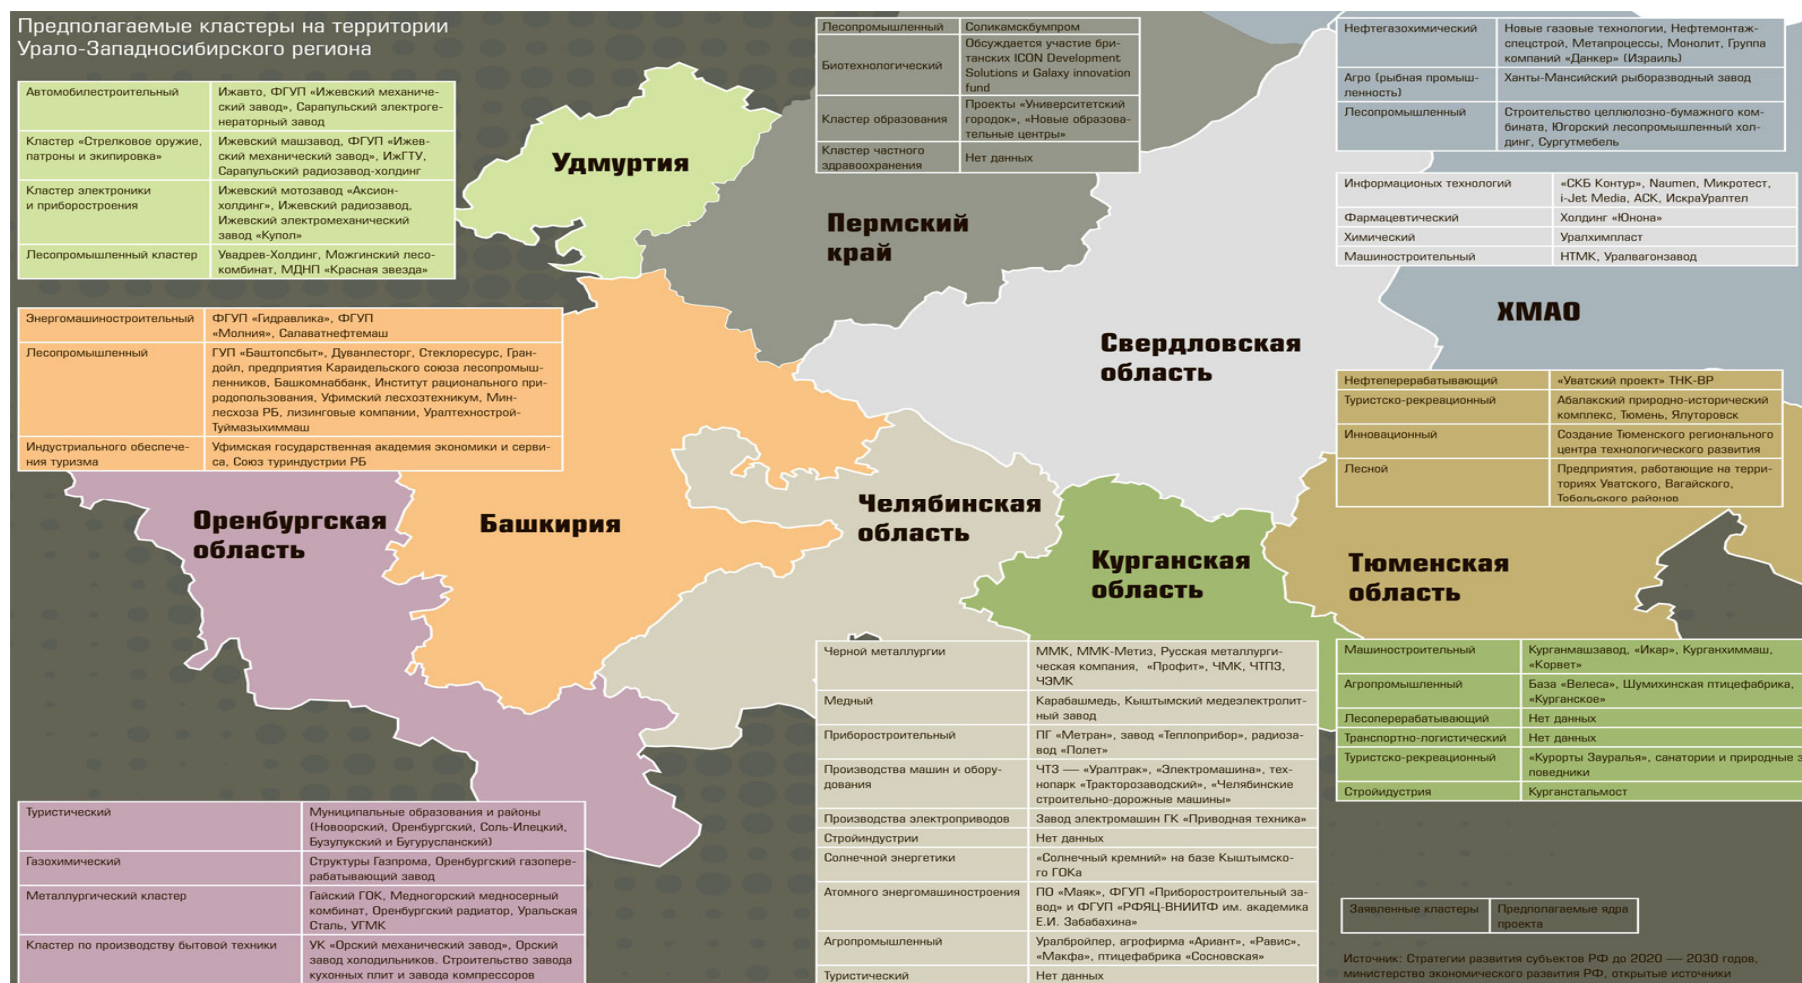 Предполагаемые кластеры на территории
Урало-Западносибирского региона
Автомобилестроительный
Ижавто, ФГУП «Ижевский механиче-
ский завод», Сарапульский электроге-
нераторный завод
Кластер «Стрелковое оружие,
патроны и экипировка»
Ижевский машзавод, ФГУП «Ижев-
ский механический завод», ИжГТУ,
Сарапульский радиозавод-холдинг
Кластер электроники
и приборостроения
Ижевский мотозавод «Аксион-
холдинг», Ижевский радиозавод,
Ижевский электромеханический
завод «Купол»
Лесопромышленный кластер
Увадрев-Холдинг, Можгинский лесо-
комбинат, МДНП «Красная звезда»
Удмуртия
Лесопромышленный
Соликамскбумпром
Биотехнологический
Обсуждается участие бри-
танских ICON Development
Solutions и Galaxy innovation
fund
Кластер образования
Проекты «Университетский
городок», «Новые образова-
тельные центры»
Кластер частного
здравоохранения
Нет данных
Пермский
край
Нефтегазохимический
Новые газовые технологии, Нефтемонтаж-
спецстрой, Метапроцессы, Монолит, Группа
компаний «Данкер» (Израиль)
Агро (рыбная промыш-
ленность)
Ханты-Мансийский рыборазводный завод
Лесопромышленный
Строительство целлюлозно-бумажного ком-
бината, Югорский лесопромышленный хол-
динг, Сургутмебель
Информационых технологий
«СКБ Контур», Naumen, Микротест,
i-Jet Media, АСК, ИскраУралтел
Фармацевтический
Холдинг «Юнона»
Химический
Уралхимпласт
Машиностроительный
НТМК, Уралвагонзавод
ХМАО
Свердловская
область
Энергомашиностроительный
ФГУП «Гидравлика», ФГУП
«Молния», Салаватнефтемаш
Лесопромышленный
ГУП «Баштопсбыт», Дуванлесторг, Стеклоресурс, Гран-
дойл, предприятия Караидельского союза лесопромыш-
ленников, Башкомнаббанк, Институт рационального при-
родопользования, Уфимский лесхозтехникум, Мин-
лесхоза РБ, лизинговые компании, Уралтехнострой-
Туймазыхиммаш
Индустриального обеспече-
ния туризма
Уфимская государственная академия экономики и серви-
са, Союз туриндустрии РБ
Нефтеперерабатывающий
«Уватский проект» ТНК-ВР
Туристско-рекреационный
Абалакский природно-исторический
комплекс, Тюмень, Ялуторовск
Инновационный
Создание Тюменского регионального
центра технологического развития
Лесной
Предприятия, работающие на терри-
ториях Уватского, Вагайского,
Тобольского районов
Оренбургская
область
Башкирия
Челябинская
область
Курганская
область
Тюменская
область
Черной металлургии
ММК, ММК-Метиз, Русская металлурги-
ческая компания, «Профит», ЧМК, ЧТПЗ,
ЧЭМК
Медный
Карабашмедь, Кыштымский медеэлектролит-
ный завод
Приборостроительный
ПГ «Метран», завод «Теплоприбор», радиоза-
вод «Полет»
Производства машин и обору-
дования
ЧТЗ — «Уралтрак», «Электромашина», тех-
нопарк «Тракторозаводский», «Челябинские
строительно-дорожные машины»
Производства электроприводов
Завод электромашин ГК «Приводная техника»
Стройиндустрии
Нет данных
Солнечной энергетики
«Солнечный кремний» на базе Кыштымско-
го ГОКа
Атомного энергомашиностроения
ПО «Маяк», ФГУП «Приборостроительный за-
вод» и ФГУП «РФЯЦ-ВНИИТФ им. академика
Е.И. Забабахина»
Агропромышленный
Уралбройлер, агрофирма «Ариант», «Равис»,
«Макфа», птицефабрика «Сосновская»
Туристический
Нет данных
Машиностроительный
Курганмашзавод, «Икар», Курганхиммаш,
«Корвет»
Агропромышленный
База «Велеса», Шумихинская птицефабрика,
«Курганское»
Лесоперерабатывающий
Нет данных
Транспортно-логистический
Нет данных
Туристско-рекреационный
«Курорты Зауралья», санатории и природные з
поведники
Стройидустрия
Курганстальмост
Туристический
Муниципальные образования и районы
(Новоорский, Оренбургский, Соль-Илецкий,
Бузулукский и Бугурусланский)
Газохимический
Структуры Газпрома, Оренбургский газопере-
рабатывающий завод
Металлургический кластер
Гайский ГОК, Медногорский медносерный
комбинат, Оренбургский радиатор, Уральская
Сталь, УГМК
Кластер по производству бытовой техники
УК «Орский механический завод», Орский
завод холодильников. Строительство завода
кухонных плит и завода компрессоров
Заявленные кластеры
Предполагаемые ядра
проекта
Источник: Стратегии развития субъектов РФ до 2020 — 2030 годов,
министерство экономического развития РФ, открытые источники